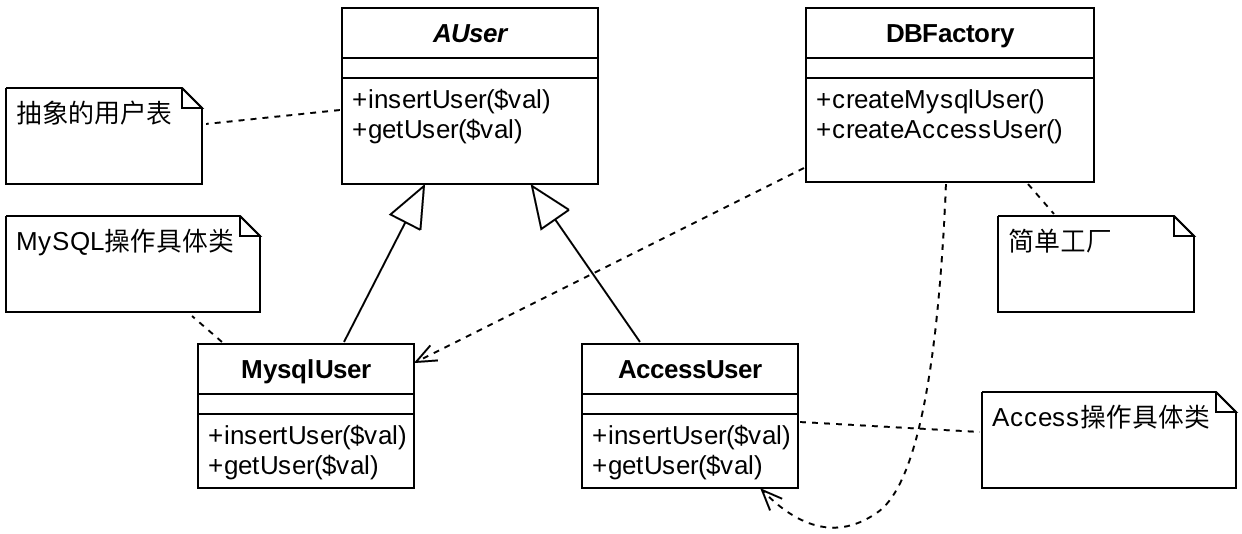 AUser
+insertUser($val)
+getUser($val)
DBFactory
+createMysqlUser()
+createAccessUser()
抽象的用户表
MySQL操作具体类
简单工厂
MysqlUser
+insertUser($val)
+getUser($val)
AccessUser
+insertUser($val)
+getUser($val)
Access操作具体类